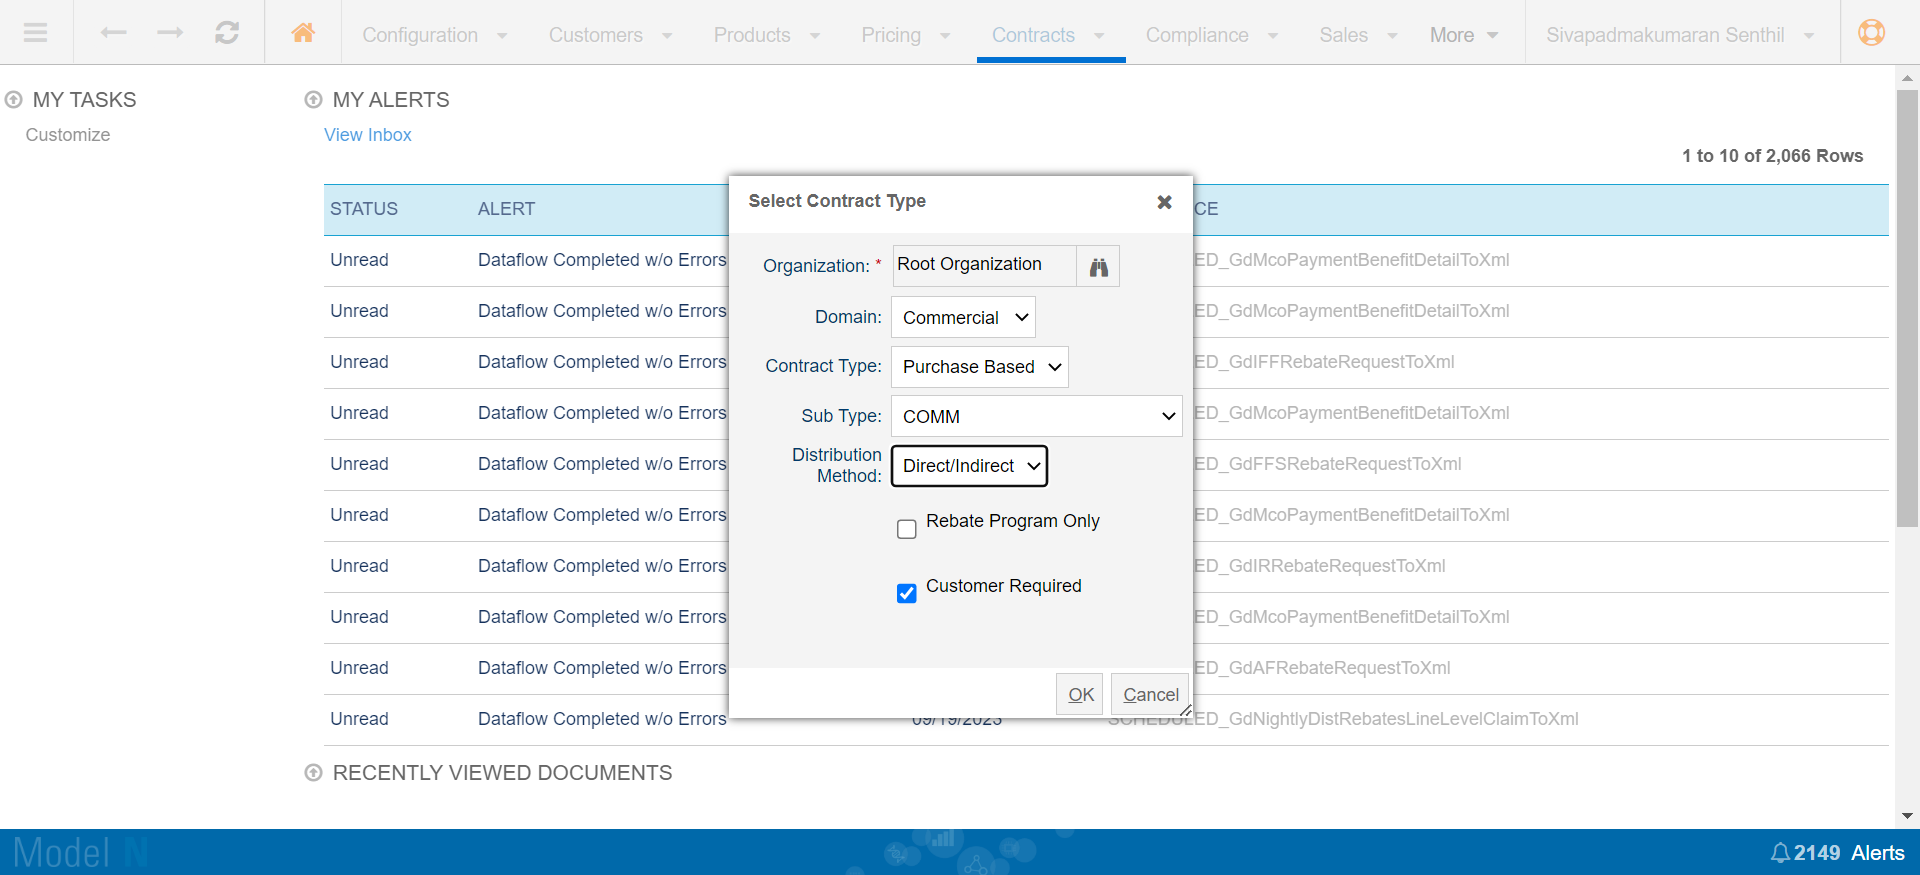 Configuration Customers Products Pricing Contracts Compliance Sales More Sivapadmakumaran Senthil
MY TASKS
Customize
MY ALERTS
View Inbox
1 to 10 of 2,066 Rows
STATUS ALERT CE
Unread Dataflow Completed w/o Errors ED_GdMcoPaymentBenefitDetailToXml
Unread Dataflow Completed w/o Errors ED_GdMcoPaymentBenefitDetailToXml
Unread Dataflow Completed w/o Errors ED_GdIFFRebateRequestToXml
Unread Dataflow Completed w/o Errors ED_GdMcoPaymentBenefitDetailToXml
Unread Dataflow Completed w/o Errors ED_GdFFSRebateRequestToXml
Unread Dataflow Completed w/o Errors ED_GdMcoPaymentBenefitDetailToXml
Unread Dataflow Completed w/o Errors ED_GdIRRebateRequestToXml
Unread Dataflow Completed w/o Errors ED_GdMcoPaymentBenefitDetailToXml
Unread Dataflow Completed w/o Errors ED_GdAFRebateRequestToXml
Unread Dataflow Completed w/o Errors 09/19/2023 SCHEDULED_GdNightlyDistRebatesLineLevelClaimToXml
Select Contract Type
Organization: * Root Organization
Domain: Commercial
Contract Type: Purchase Based
Sub Type: COMM
Distribution
Method: Direct/Indirect
Rebate Program Only
Customer Required
OK Cancel
RECENTLY VIEWED DOCUMENTS
Model N
2149 Alerts